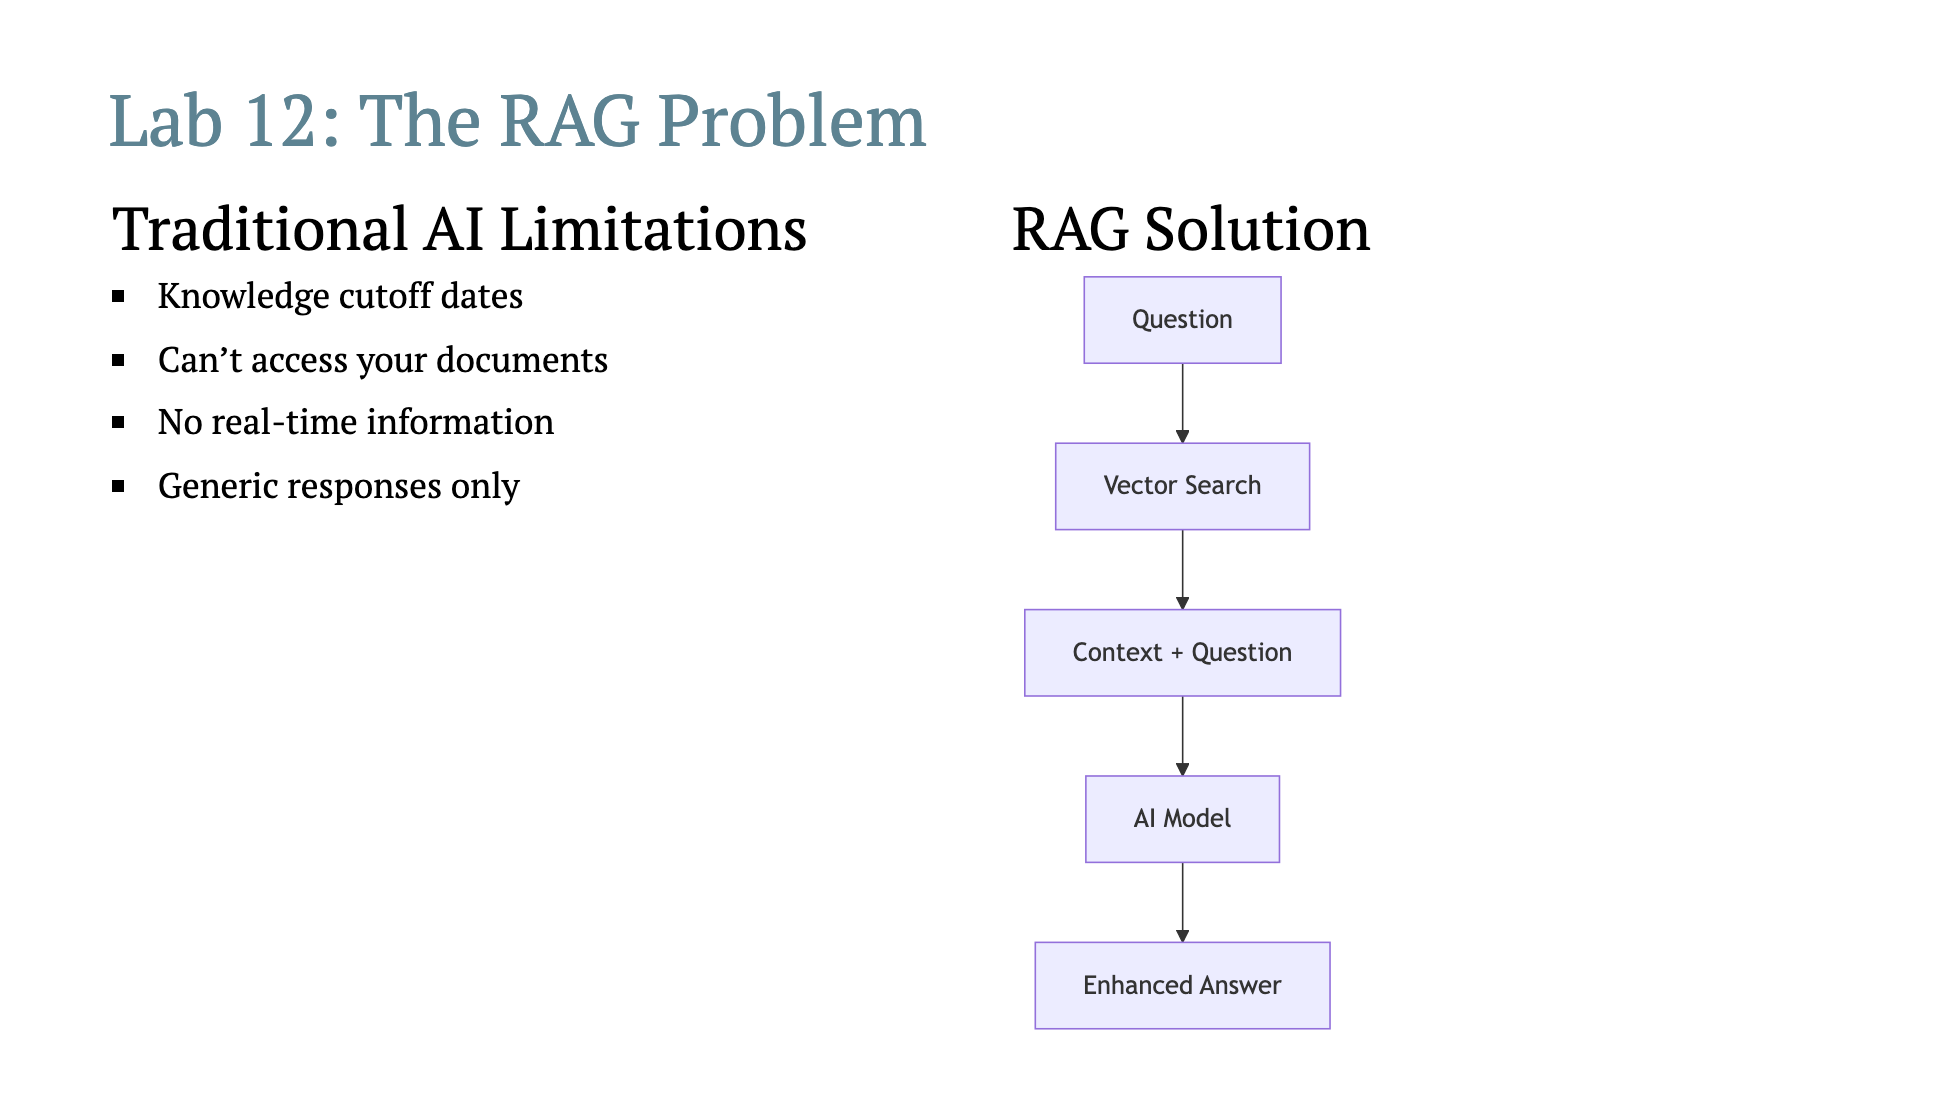 Lab 12: The RAG Problem
Traditional AI Limitations
Knowledge cutoff dates
Can’t access your documents
No real-time information
Generic responses only
RAG Solution
Question
Vector Search
Context + Question
AI Model
Enhanced Answer